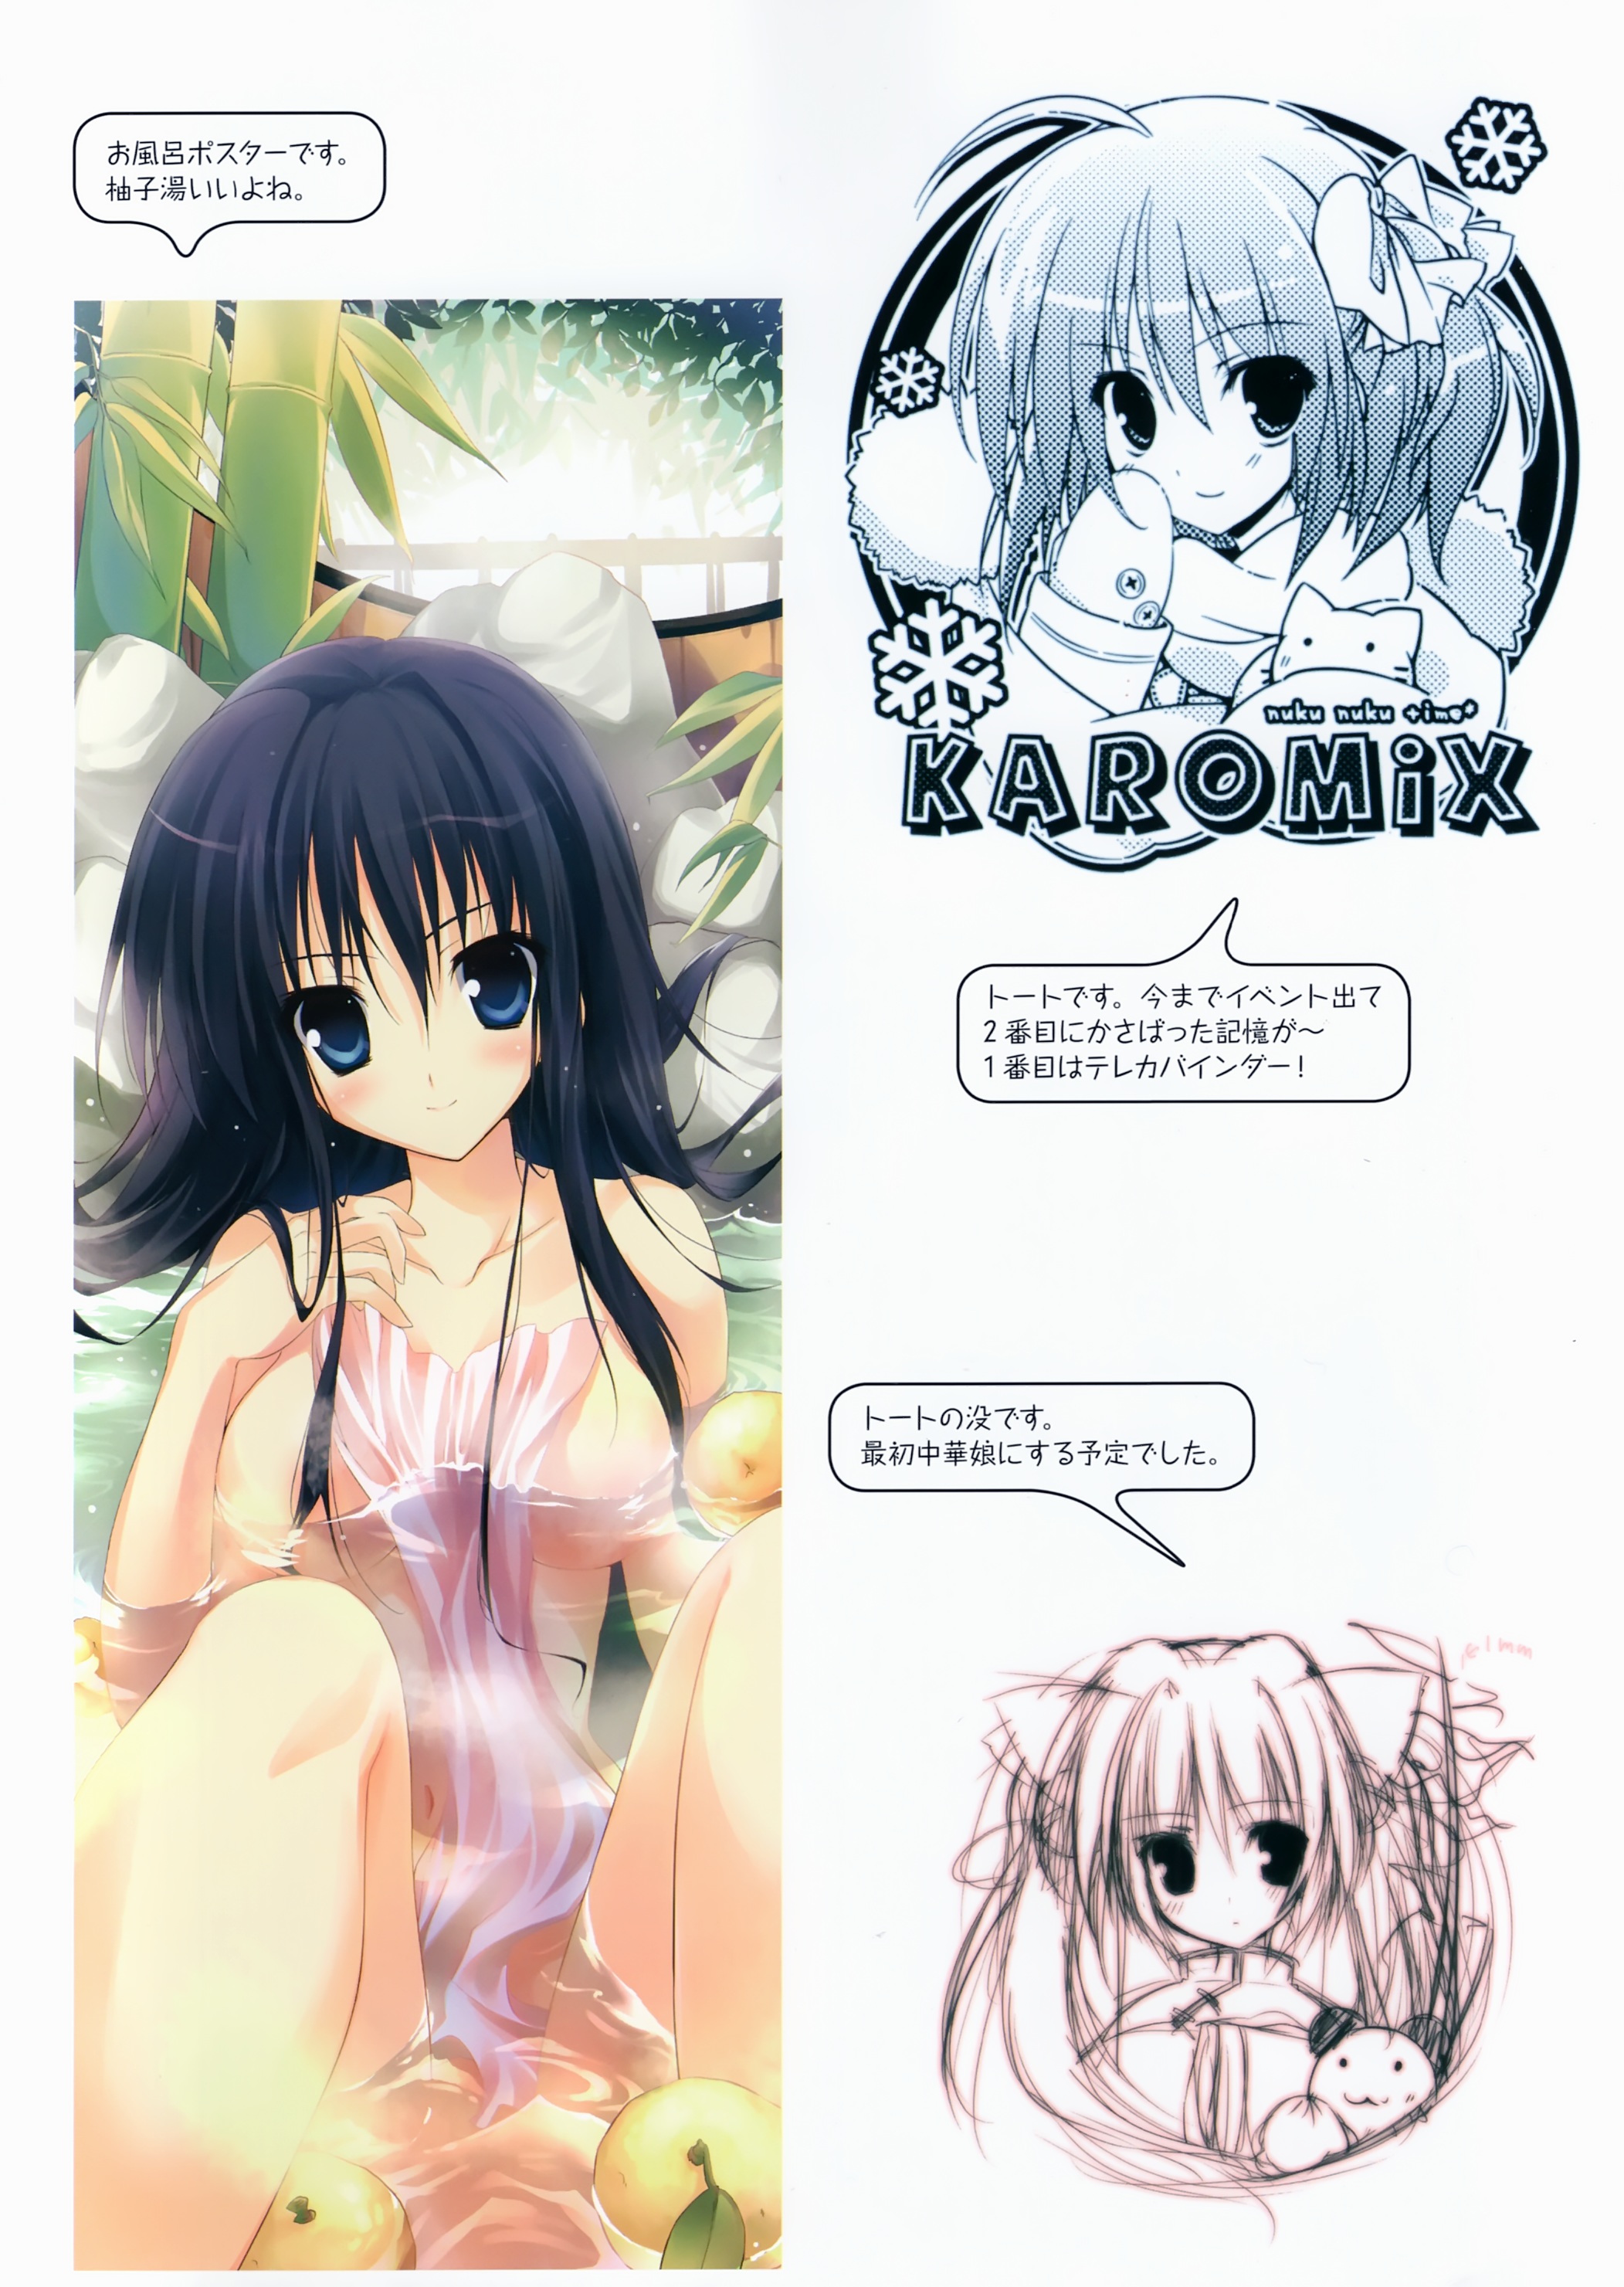 お風呂ポスターです。
柚子湯いいよね。
nuku nuku time*
KAROMiX
トートです。今までイベント出て
2番目にかさばった記憶が～
1番目はテレカバインダー!
トートの没です。
最初中華娘にする予定でした。